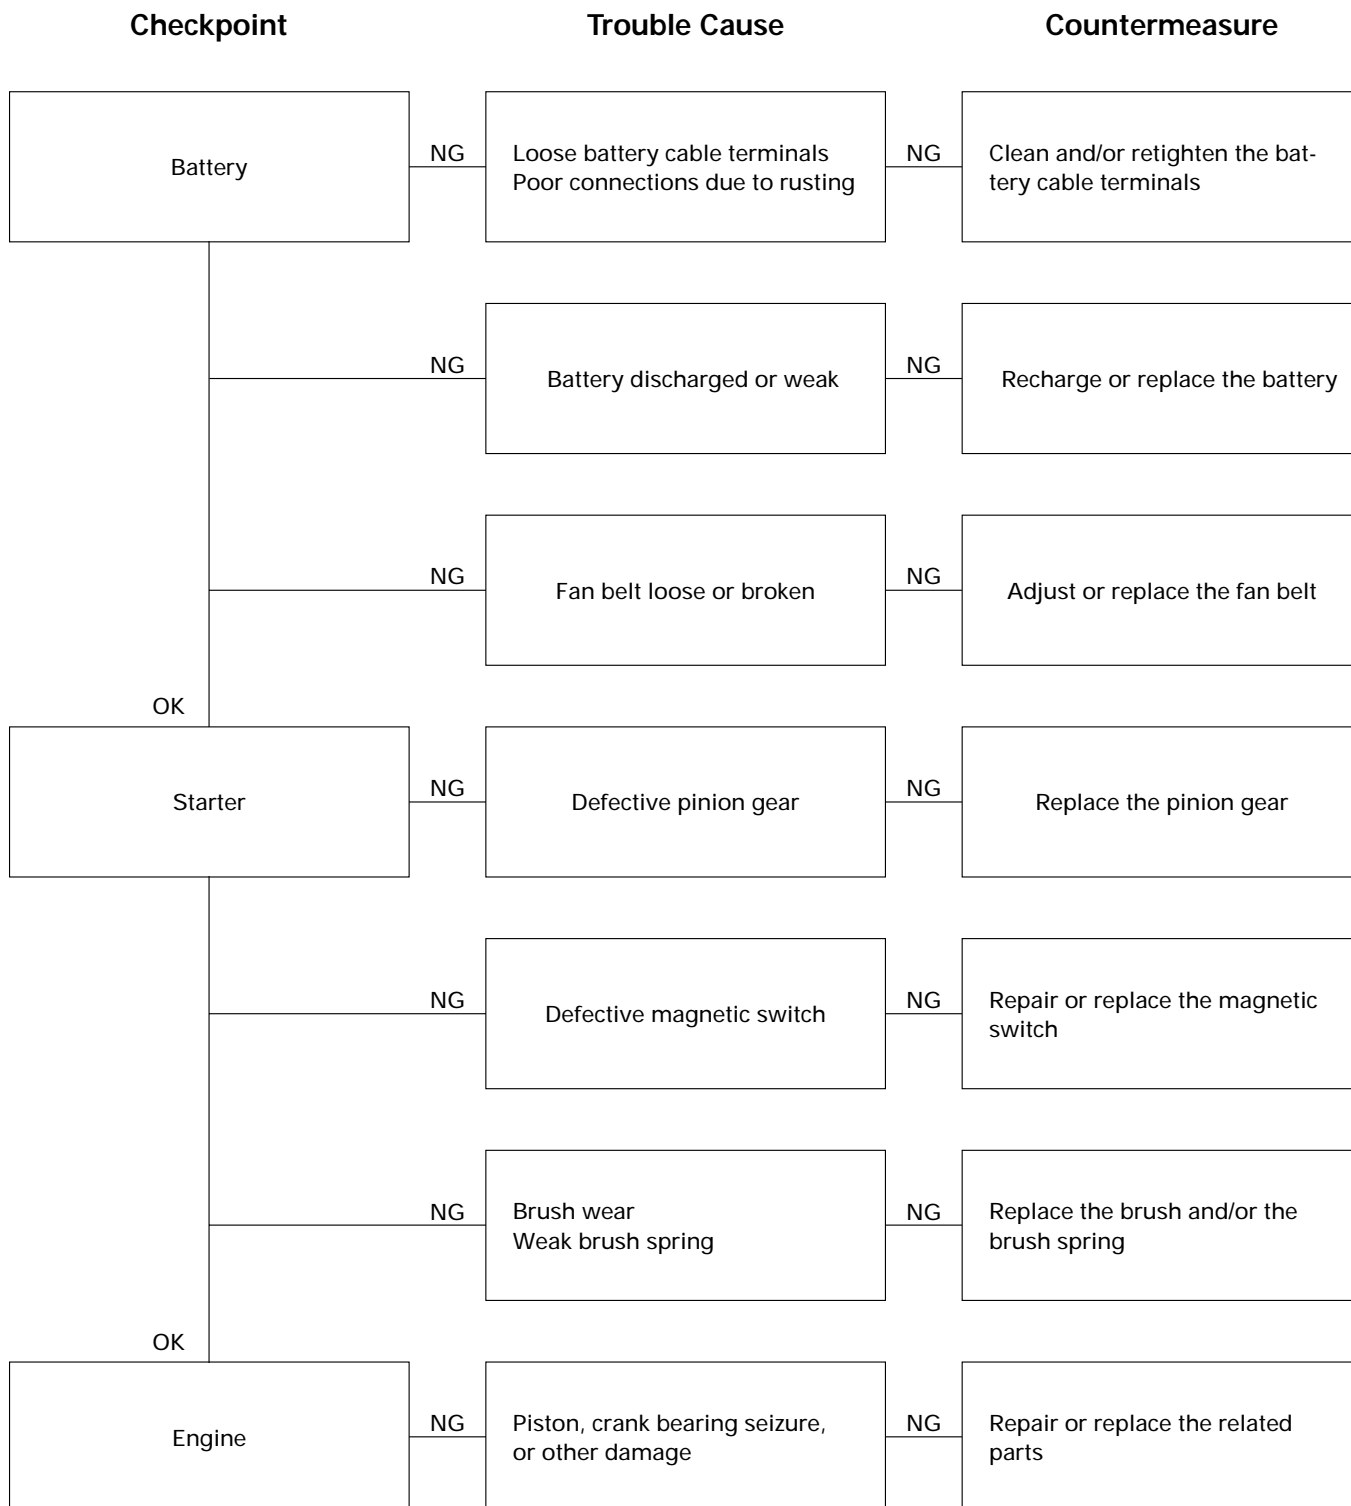 Checkpoint
Trouble Cause
Countermeasure
Battery
NG
Loose battery cable terminals
Poor connections due to rusting
NG
Clean and/or retighten the bat-
tery cable terminals
NG
Battery discharged or weak
NG
Recharge or replace the battery
NG
Fan belt loose or broken
NG
Adjust or replace the fan belt
OK
Starter
NG
Defective pinion gear
NG
Replace the pinion gear
NG
Defective magnetic switch
NG
Repair or replace the magnetic
switch
NG
Brush wear
Weak brush spring
NG
Replace the brush and/or the
brush spring
OK
Engine
NG
Piston, crank bearing seizure,
or other damage
NG
Repair or replace the related
parts